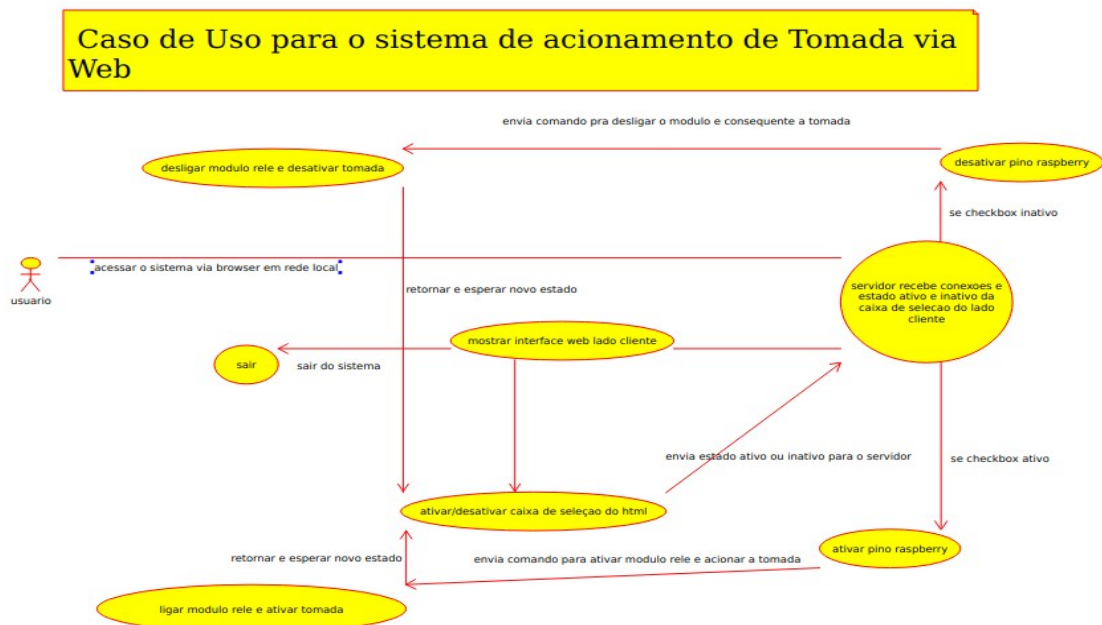 Caso de Uso para o sistema de acionamento de Tomada via
Web
envia comando pra desligar o modulo e consequente a tomada
desligar modulo rele e desativar tomada
desativar pino raspberry
se checkbox inativo
acessar o sistema via browser em rede local
usuario
retornar e esperar novo estado
servidor recebe conexoes e
estado ativo e inativo da
caixa de selecao do lado
cliente
mostrar interface web lado cliente
sair
sair do sistema
envia estado ativo ou inativo para o servidor
se checkbox ativo
ativar/desativar caixa de seleçao do html
ativar pino raspberry
retornar e esperar novo estado
envia comando para ativar modulo rele e acionar a tomada
ligar modulo rele e ativar tomada